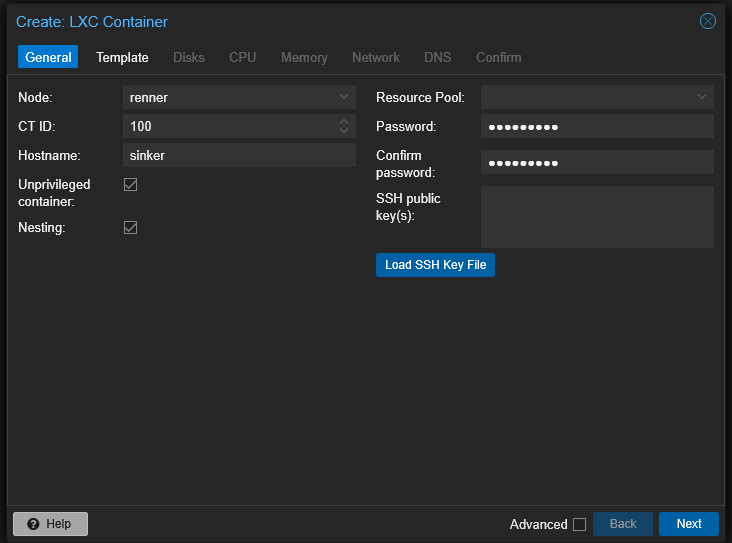 Create: LXC Container
General Template Disks CPU Memory Network DNS Confirm
Node: renner
CT ID: 100
Hostname: sinker
Unprivileged
container:
Nesting:
Resource Pool:
Password: ●●●●●●●●●
Confirm
password: ●●●●●●●●●
SSH public
key(s):
Load SSH Key File
? Help
Advanced Back Next